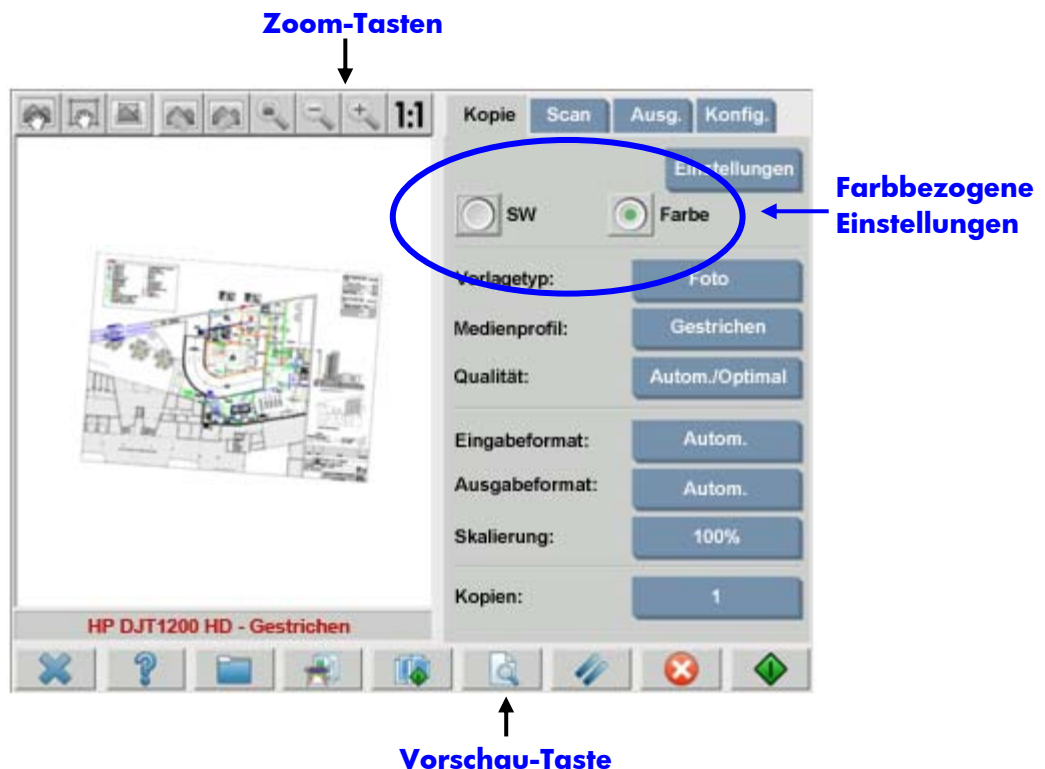 Zoom-Tasten
1:1
Kopie Scan Ausg. Konfig.
Einstellungen
SW Farbe
Farbbezogene
Einstellungen
Vorlagetyp: Foto
Medienprofil: Gestrichen
Qualität: Autom./Optimal
Eingabeformat: Autom.
Ausgabeformat: Autom.
Skalierung: 100%
Kopien: 1
HP DJT1200 HD - Gestrichen
Vorschau-Taste